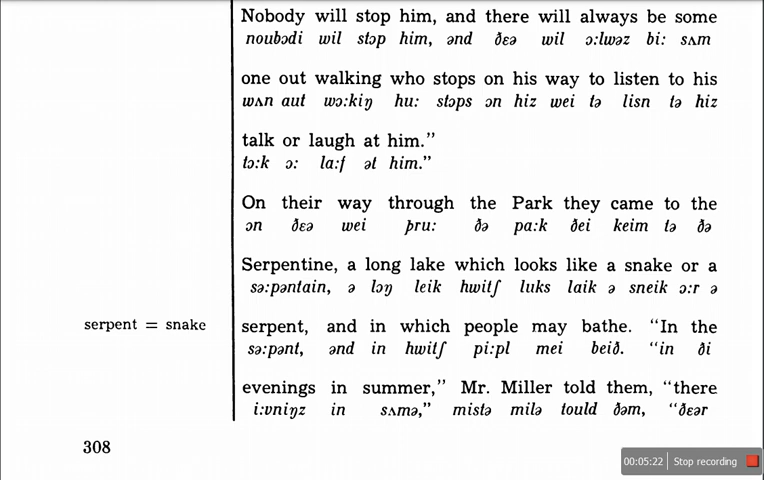 Nobody will stop him, and there will always be some
noubɔdi wil stɔp him, ənd ðɛə wil ɔ:lwəz bi: sʌm
one out walking who stops on his way to listen to his
wʌn aut wɔ:kiŋ hu: stɔps ɔn hiz wei tə lisn tə hiz
talk or laugh at him.”
tɔ:k ɔ: la:f ət him.”
On their way through the Park they came to the
ɔn ðɛə wei þru: ðə pa:k ðei keim tə ðə
Serpentine, a long lake which looks like a snake or a
sə:pəntain, ə lɔŋ leik hwitʃ luks laik ə sneik ɔ:r ə
serpent = snake
serpent, and in which people may bathe. “In the
sə:pənt, ənd in hwitʃ pi:pl mei beið. “in ði
evenings in summer,” Mr. Miller told them, “there
i:vniŋz in sʌmə,” mistə milə tould ðəm, “ðɛər
308
00:05:22 Stop recording